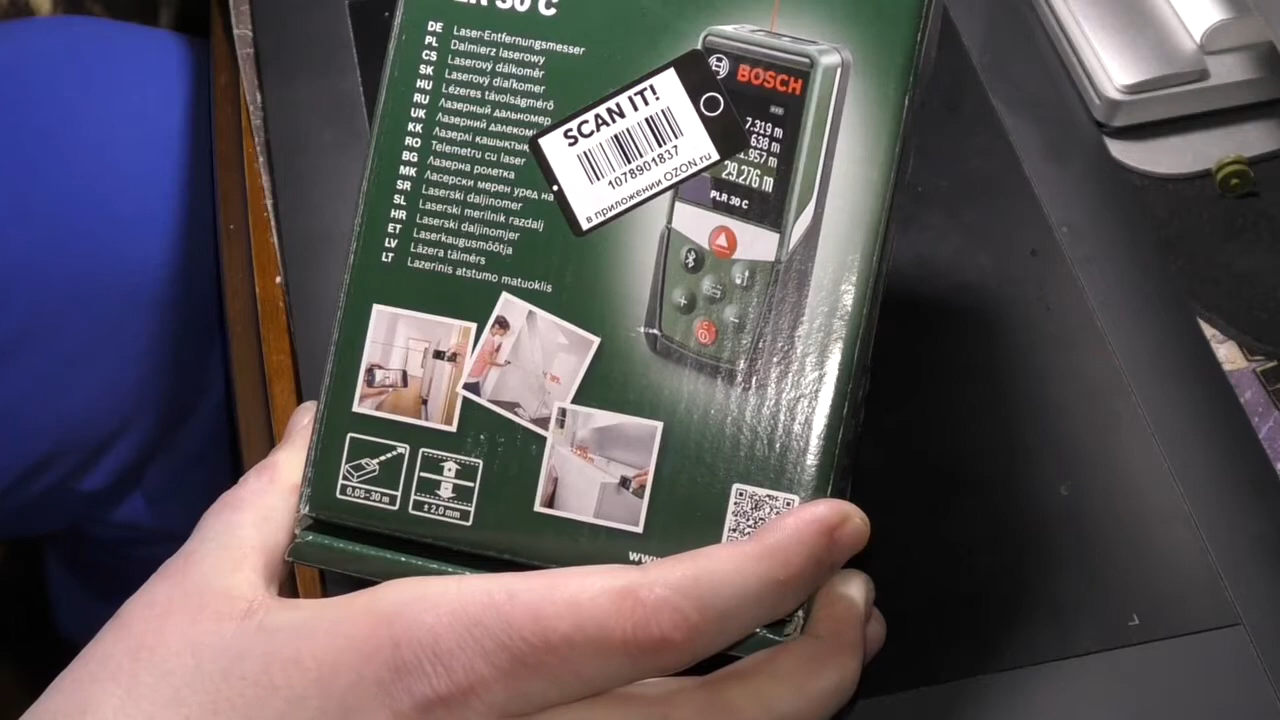 PLR 30 C
DE Laser-Entfernungsmesser
PL Dalmierz laserowy
CS Laserový dálkoměr
SK Laserový diaľkomer
HU Lézeres távolságmérő
RU Лазерный дальномер
UK Лазерний
KK Лазерлі
RO Telemetru cu laser
BG Лазерна ролетка
MK Ласерски мерен уред на
SR Laserski daljinomer
SL Laserski merilnik razdalj
HR Laserski daljinomjer
ET Laserkaugusmõõtja
LV Lāzera tālmērs
LT Lazerinis atstumo matuoklis
SCAN IT!
1078901837
в приложении OZON.ru
BOSCH
7.319 m
638 m
.957 m
29.276 m
PLR 30 C
C
0,05-30 m
± 2,0 mm
www.